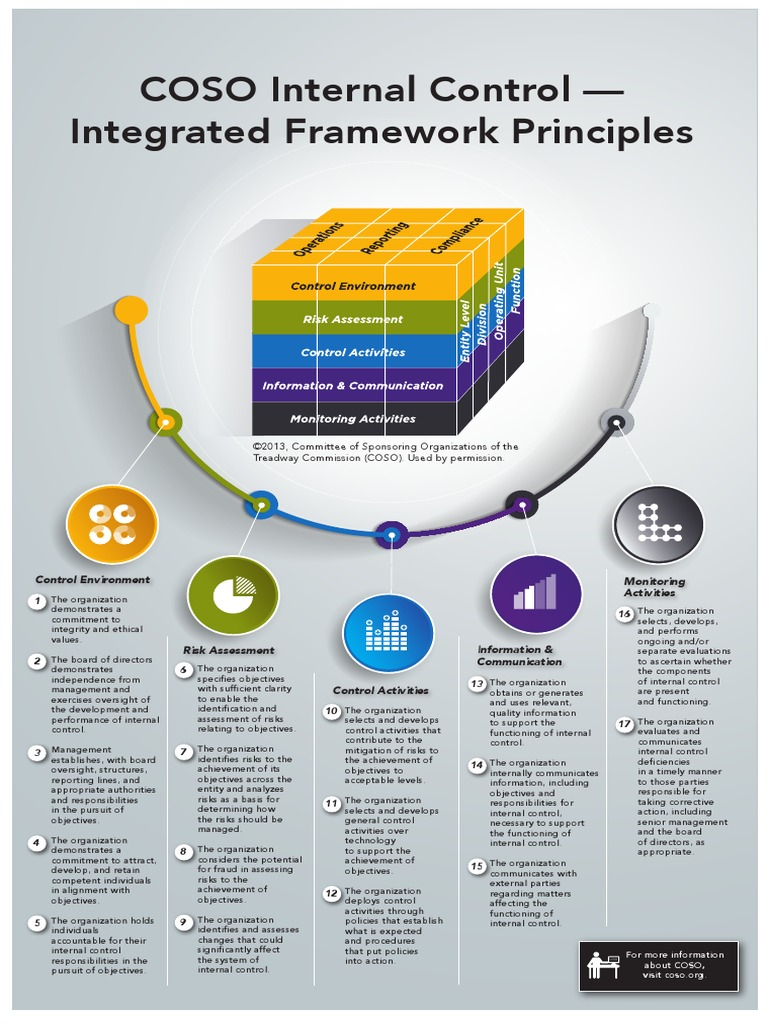 COSO Internal Control —
Integrated Framework Principles
Operations
Reporting
Compliance
Control Environment
Risk Assessment
Control Activities
Information & Communication
Monitoring Activities
Entity Level
Division
Operating Unit
Function
©2013, Committee of Sponsoring Organizations of the
Treadway Commission (COSO). Used by permission.
Control Environment
1 The organization
demonstrates a
commitment to
integrity and ethical
values.
2 The board of directors
demonstrates
independence from
management and
exercises oversight of
the development and
performance of internal
control.
3 Management
establishes, with board
oversight, structures,
reporting lines, and
appropriate authorities
and responsibilities
in the pursuit of
objectives.
4 The organization
demonstrates a
commitment to attract,
develop, and retain
competent individuals
in alignment with
objectives.
5 The organization holds
individuals
accountable for their
internal control
responsibilities in the
pursuit of objectives.
Risk Assessment
6 The organization
specifies objectives
with sufficient clarity
to enable the
identification and
assessment of risks
relating to objectives.
7 The organization
identifies risks to the
achievement of its
objectives across the
entity and analyzes
risks as a basis for
determining how
the risks should be
managed.
8 The organization
considers the potential
for fraud in assessing
risks to the
achievement of
objectives.
9 The organization
identifies and assesses
changes that could
significantly affect
the system of
internal control.
Control Activities
10 The organization
selects and develops
control activities that
contribute to the
mitigation of risks to
the achievement of
objectives to
acceptable levels.
11 The organization
selects and develops
general control
activities over
technology
to support the
achievement of
objectives.
12 The organization
deploys control
activities through
policies that establish
what is expected
and procedures
that put policies
into action.
Information &
Communication
13 The organization
obtains or generates
and uses relevant,
quality information
to support the
functioning of internal
control.
14 The organization
internally communicates
information, including
objectives and
responsibilities for
internal control,
necessary to support
the functioning of
internal control.
15 The organization
communicates with
external parties
regarding matters
affecting the
functioning of
internal control.
Monitoring
Activities
16 The organization
selects, develops,
and performs
ongoing and/or
separate evaluations
to ascertain whether
the components
of internal control
are present
and functioning.
17 The organization
evaluates and
communicates
internal control
deficiencies
in a timely manner
to those parties
responsible for
taking corrective
action, including
senior management
and the board
of directors, as
appropriate.
For more information
about COSO,
visit coso.org.